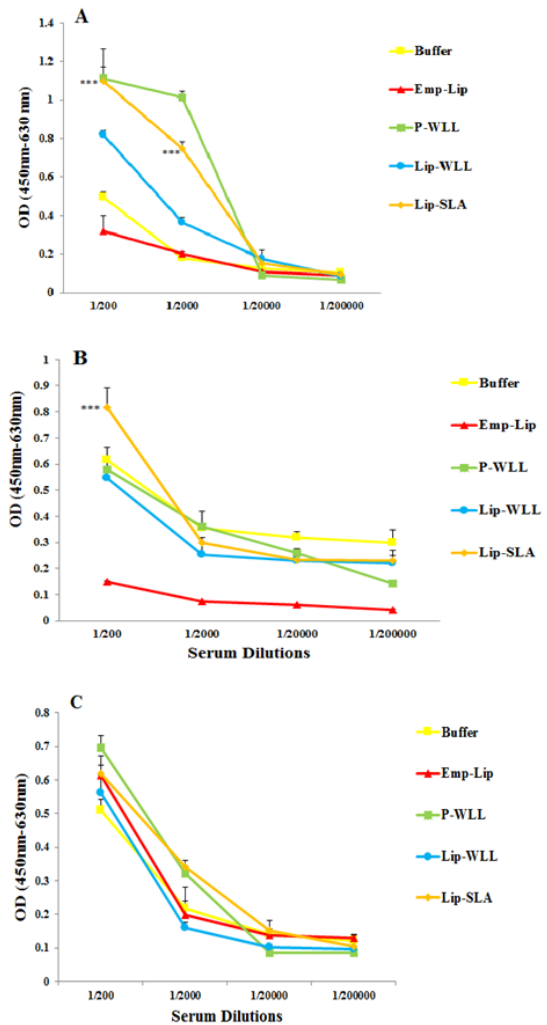 A
OD (450nm-630 nm)
1.4
1.2
1
0.8
0.6
0.4
0.2
0
***
***
1/200
1/2000
1/20000
1/200000
Buffer
Emp-Lip
P-WLL
Lip-WLL
Lip-SLA
B
OD (450nm-630nm)
1
0.9
0.8
0.7
0.6
0.5
0.4
0.3
0.2
0.1
0
***
1/200
1/2000
1/20000
1/200000
Serum Dilutions
Buffer
Emp-Lip
P-WLL
Lip-WLL
Lip-SLA
C
OD (450nm-630nm)
0.8
0.7
0.6
0.5
0.4
0.3
0.2
0.1
0
1/200
1/2000
1/20000
1/200000
Serum Dilutions
Buffer
Emp-Lip
P-WLL
Lip-WLL
Lip-SLA